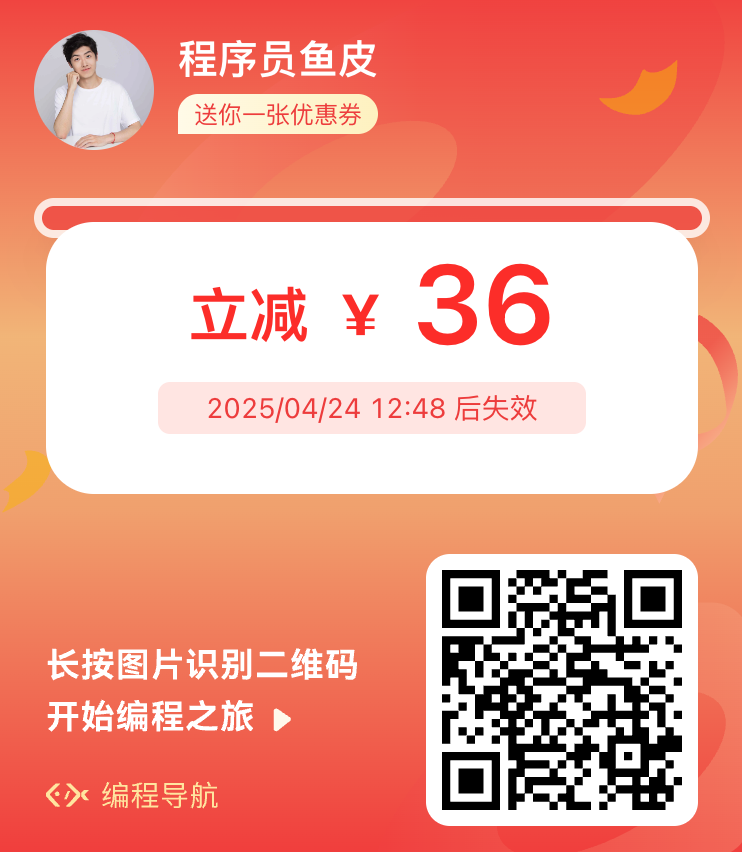 程序员鱼皮
送你一张优惠券
立减 ¥ 36
2025/04/24 12:48 后失效
长按图片识别二维码
开始编程之旅
编程导航